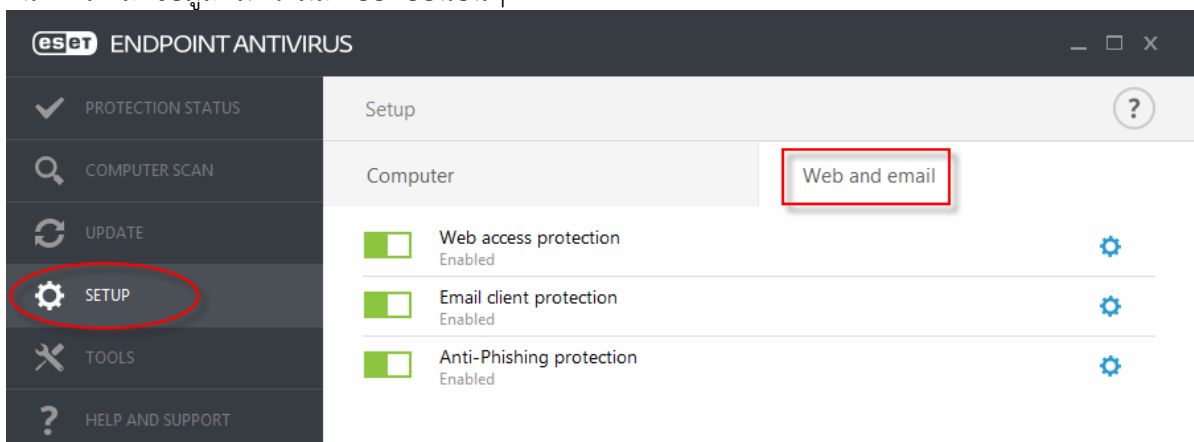 eseT ENDPOINT ANTIVIRUS
PROTECTION STATUS
COMPUTER SCAN
UPDATE
SETUP
TOOLS
HELP AND SUPPORT
Setup
?
Computer
Web and email
Web access protection
Enabled
Email client protection
Enabled
Anti-Phishing protection
Enabled